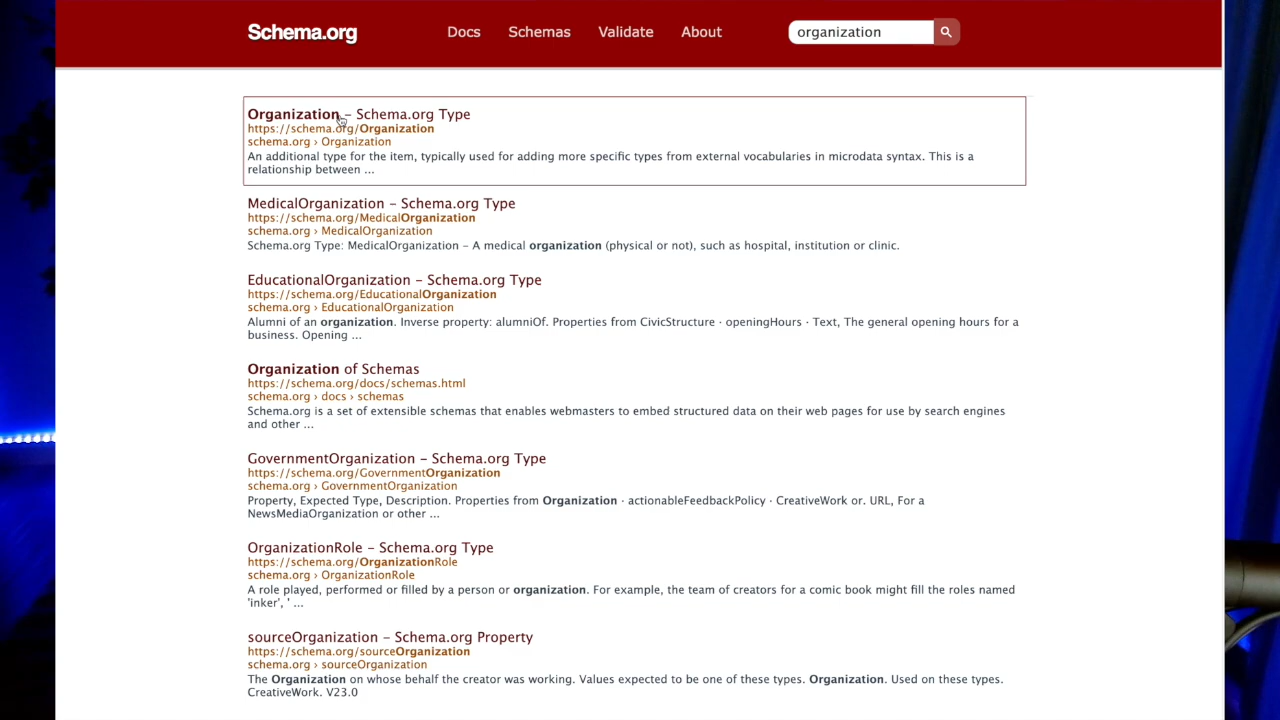 Schema.org
Docs
Schemas
Validate
About
organization
Organization – Schema.org Type
https://schema.org/Organization
schema.org › Organization
An additional type for the item, typically used for adding more specific types from external vocabularies in microdata syntax. This is a
relationship between ...
MedicalOrganization – Schema.org Type
https://schema.org/MedicalOrganization
schema.org › MedicalOrganization
Schema.org Type: MedicalOrganization – A medical organization (physical or not), such as hospital, institution or clinic.
EducationalOrganization – Schema.org Type
https://schema.org/EducationalOrganization
schema.org › EducationalOrganization
Alumni of an organization. Inverse property: alumniOf. Properties from CivicStructure · openingHours · Text, The general opening hours for a
business. Opening ...
Organization of Schemas
https://schema.org/docs/schemas.html
schema.org › docs › schemas
Schema.org is a set of extensible schemas that enables webmasters to embed structured data on their web pages for use by search engines
and other ...
GovernmentOrganization – Schema.org Type
https://schema.org/GovernmentOrganization
schema.org › GovernmentOrganization
Property, Expected Type, Description. Properties from Organization · actionableFeedbackPolicy · CreativeWork or. URL, For a
NewsMediaOrganization or other ...
OrganizationRole – Schema.org Type
https://schema.org/OrganizationRole
schema.org › OrganizationRole
A role played, performed or filled by a person or organization. For example, the team of creators for a comic book might fill the roles named
'inker', ' ...
sourceOrganization – Schema.org Property
https://schema.org/sourceOrganization
schema.org › sourceOrganization
The Organization on whose behalf the creator was working. Values expected to be one of these types. Organization. Used on these types.
CreativeWork. V23.0